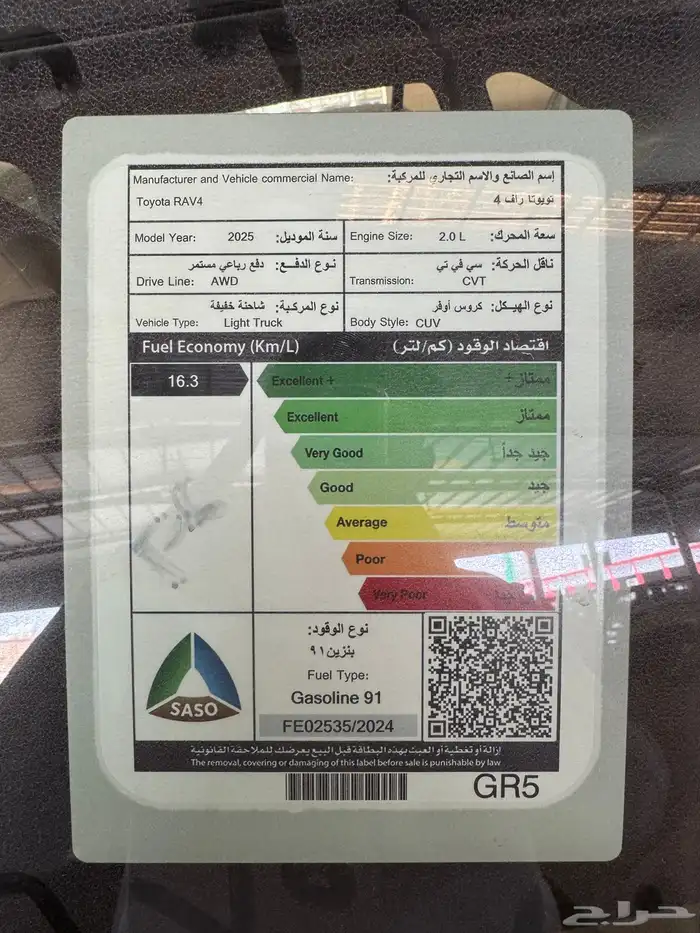 Manufacturer and Vehicle commercial Name: إسم الصانع والاسم التجاري للمركبة:
Toyota RAV4 تويوتا راف 4
Model Year: 2025 سنة الموديل:
Engine Size: 2.0 L سعة المحرك:
نوع الدفـع: دفع رباعي مستمر
Drive Line: AWD
ناقل الحركة: سي في تي
Transmission: CVT
نوع المركبة: شاحنة خفيفة
Vehicle Type: Light Truck
نوع الهيكل: كروس أوفر
Body Style: CUV
Fuel Economy (Km/L) اقتصاد الوقود (كم/لتر)
16.3
Excellent + ممتاز+
Excellent ممتاز
Very Good جيد جداً
Good جيد
Average متوسط
Poor
Very Poor
SASO
نوع الوقود:
بنزين ٩١
Fuel Type:
Gasoline 91
FE02535/2024
إزالة أو تغطية أو العبث بهذه البطاقة قبل البيع يعرضك للملاحقة القانونية
The removal, covering or damaging of this label before sale is punishable by law
GR5
حراج